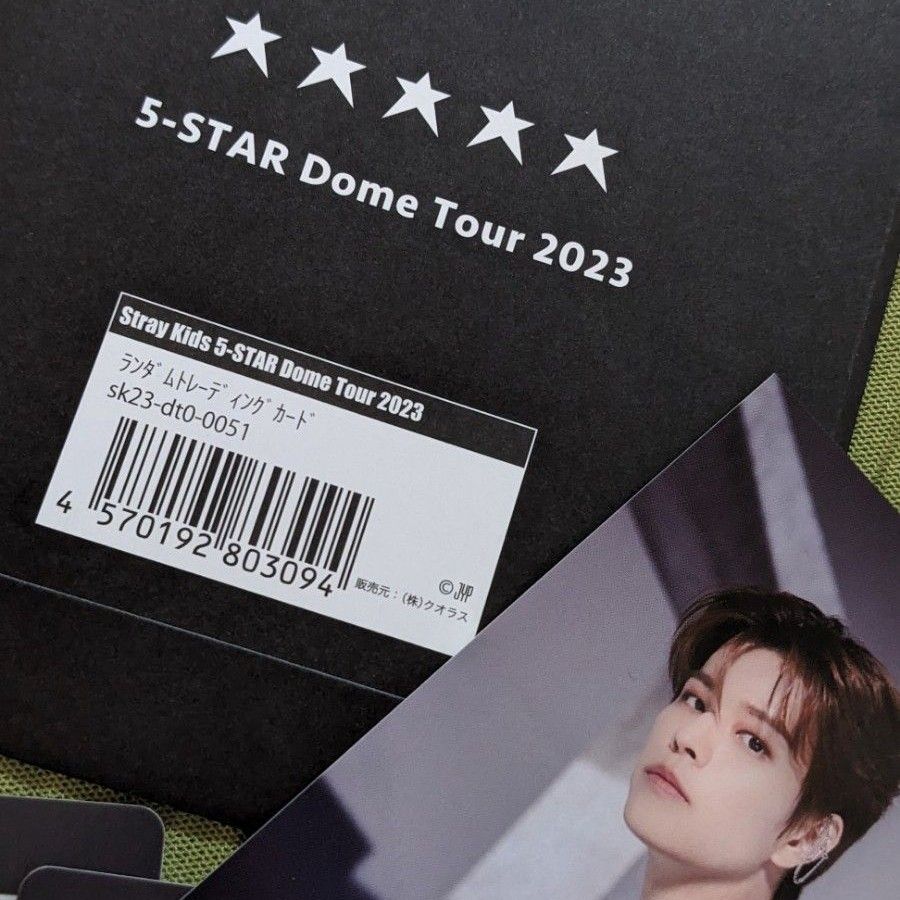 5-STAR Dome Tour 2023
Stray Kids 5-STAR Dome Tour 2023
ﾗﾝﾀﾞﾑﾄﾚｰﾃﾞｨﾝｸﾞｶｰﾄﾞ
sk23-dt0-0051
4 570192 803094
© JYP
販売元：(株)クオラス